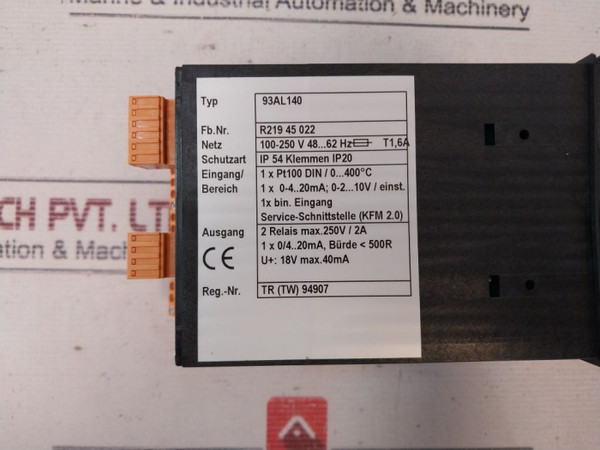 Marine & Industrial Automation & Machinery
Typ 93AL140
Fb.Nr. R219 45 022
Netz 100-250 V 48...62 Hz T1,6A
Schutzart IP 54 Klemmen IP20
Eingang/ 1 x Pt100 DIN / 0...400°C
Bereich 1 x 0-4..20mA; 0-2...10V / einst.
1x bin. Eingang
Service-Schnittstelle (KFM 2.0)
Ausgang 2 Relais max.250V / 2A
1 x 0/4..20mA, Bürde < 500R
CE U+: 18V max.40mA
Reg.-Nr. TR (TW) 94907
CH PVT. LT
mation & Mach